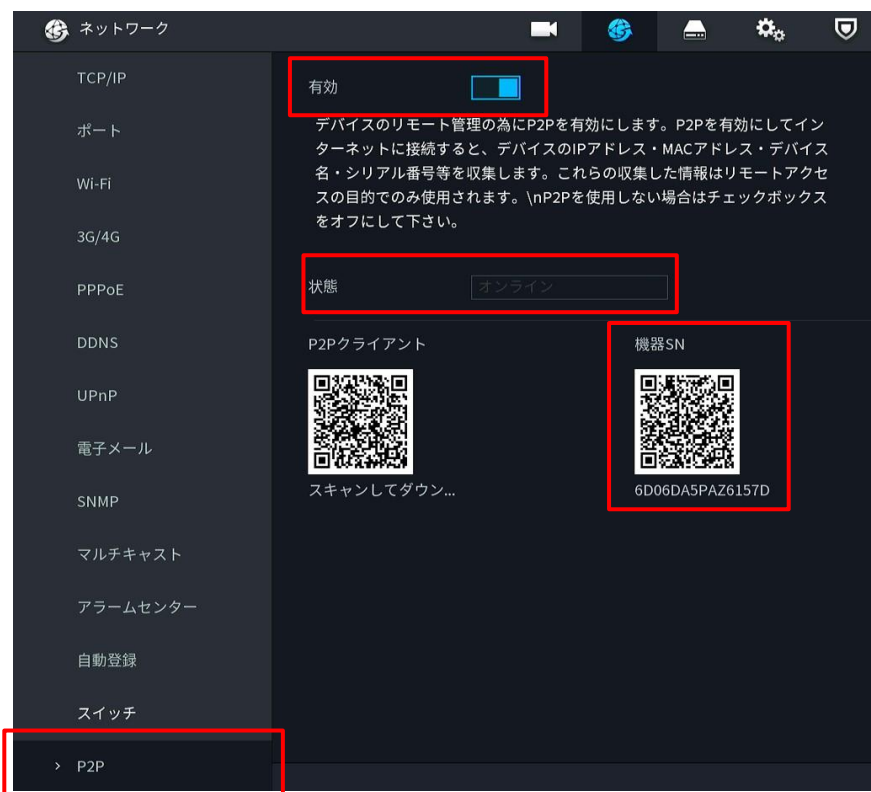 ネットワーク
TCP/IP
ポート
Wi-Fi
3G/4G
PPPoE
DDNS
UPnP
電子メール
SNMP
マルチキャスト
アラームセンター
自動登録
スイッチ
> P2P
有効
デバイスのリモート管理の為にP2Pを有効にします。P2Pを有効にしてイン
ターネットに接続すると、デバイスのIPアドレス・MACアドレス・デバイス
名・シリアル番号等を収集します。これらの収集した情報はリモートアクセ
スの目的でのみ使用されます。\nP2Pを使用しない場合はチェックボックス
をオフにして下さい。
状態
オンライン
P2Pクライアント
スキャンしてダウン...
機器SN
6D06DA5PAZ6157D